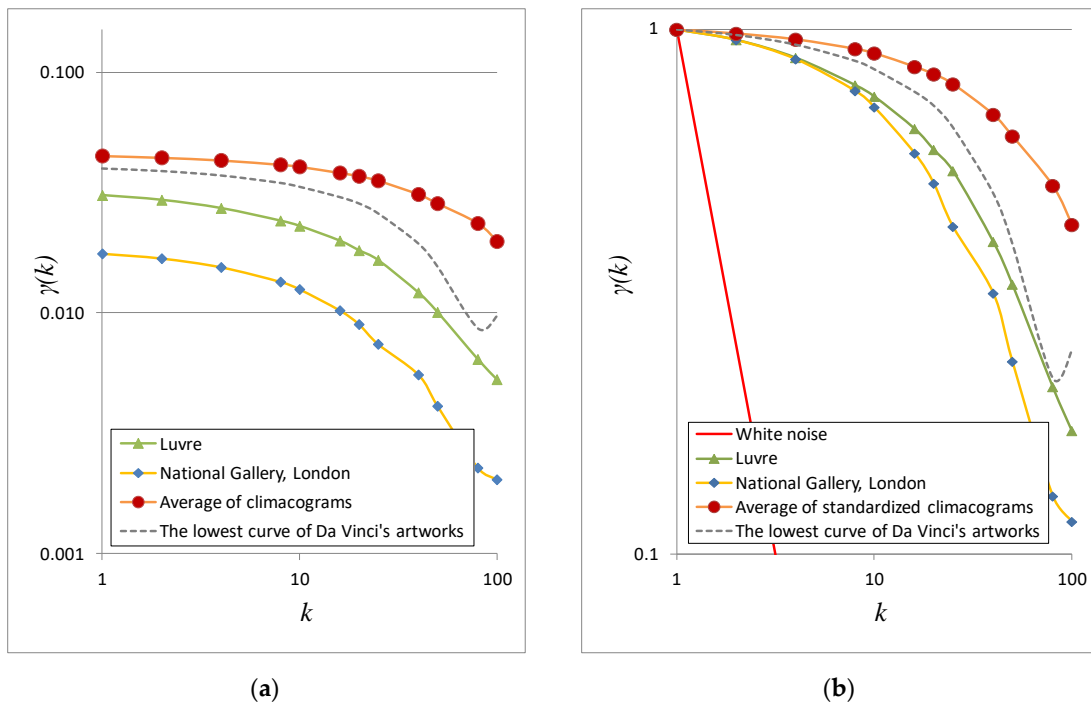 0.100
0.010
0.001
γ(k)
Luvre
National Gallery, London
Average of climacograms
The lowest curve of Da Vinci's artworks
1 10 100
k
(a)
1
0.1
γ(k)
White noise
Luvre
National Gallery, London
Average of standardized climacograms
The lowest curve of Da Vinci's artworks
1 10 100
k
(b)